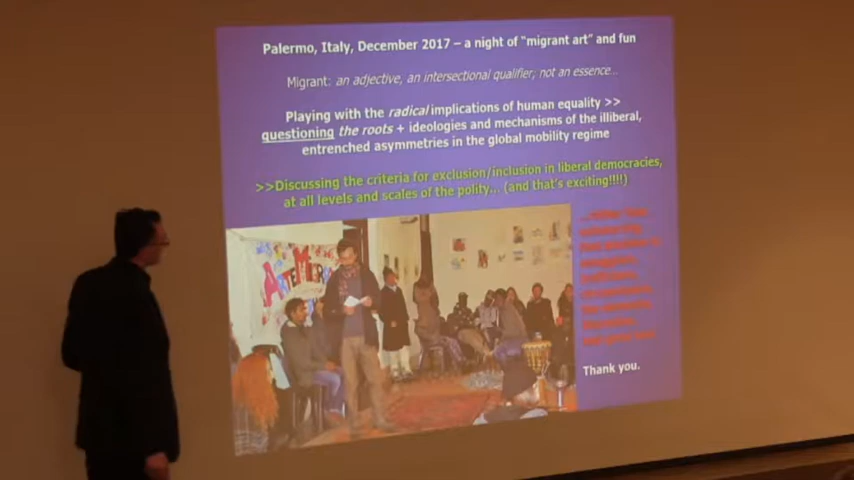 Palermo, Italy, December 2017 – a night of "migrant art" and fun
Migrant: an adjective, an intersectional qualifier, not an essence...
Playing with the radical implications of human equality >>
questioning the roots + ideologies and mechanisms of the illiberal,
entrenched asymmetries in the global mobility regime
>>Discussing the criteria for exclusion/inclusion in liberal democracies,
at all levels and scales of the polity... (and that's exciting!!!!)
Thank you.